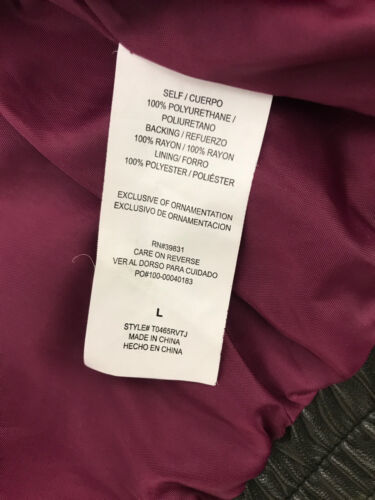 SELF / CUERPO
100% POLYURETHANE /
POLIURETANO
BACKING / REFUERZO
100% RAYON / 100% RAYON
LINING/ FORRO
100% POLYESTER / POLIÉSTER
EXCLUSIVE OF ORNAMENTATION
EXCLUSIVO DE ORNAMENTACION
RN#39831
CARE ON REVERSE
VER AL DORSO PARA CUIDADO
PO#100-00040183
L
STYLE# T0465RVTJ
MADE IN CHINA
HECHO EN CHINA